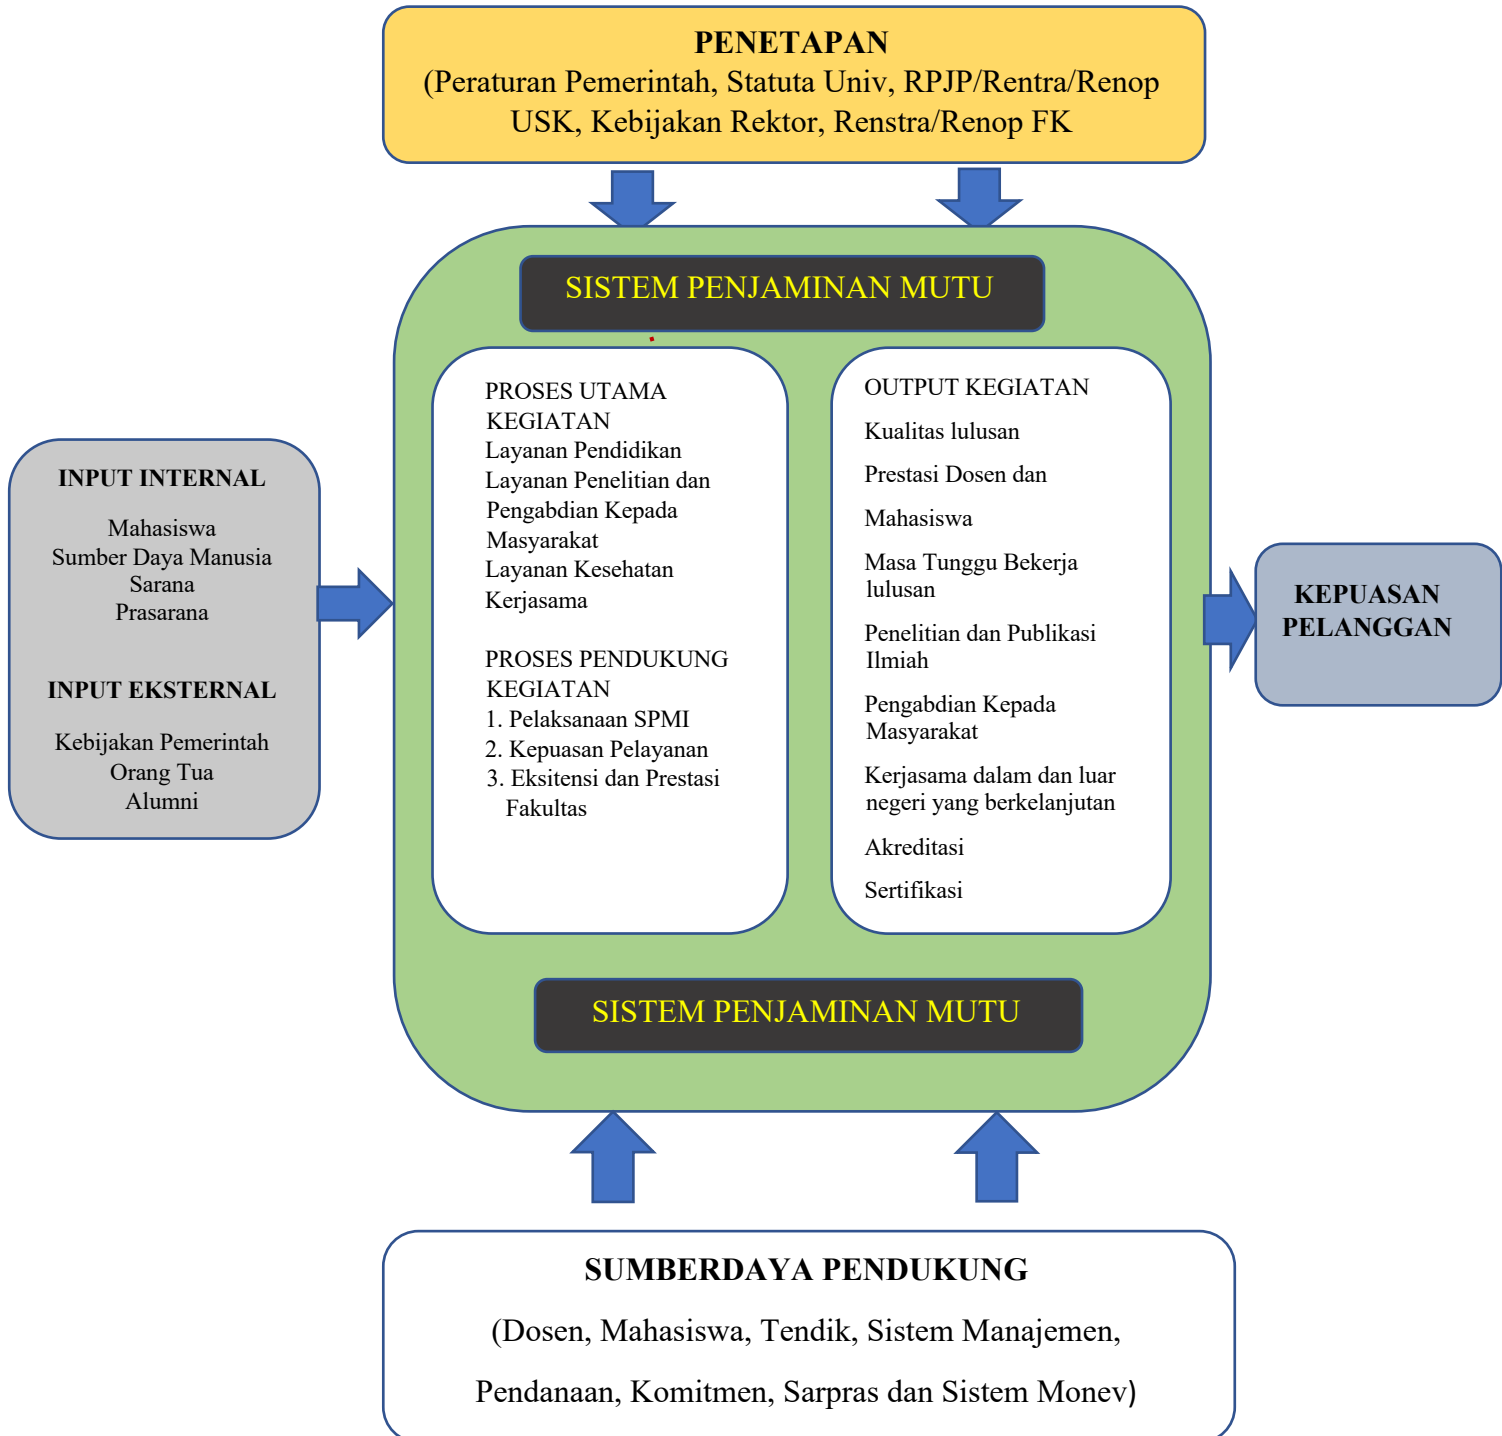 PENETAPAN
(Peraturan Pemerintah, Statuta Univ, RPJP/Rentra/Renop
USK, Kebijakan Rektor, Renstra/Renop FK
SISTEM PENJAMINAN MUTU
INPUT INTERNAL
Mahasiswa
Sumber Daya Manusia
Sarana
Prasarana
INPUT EKSTERNAL
Kebijakan Pemerintah
Orang Tua
Alumni
PROSES UTAMA
KEGIATAN
Layanan Pendidikan
Layanan Penelitian dan
Pengabdian Kepada
Masyarakat
Layanan Kesehatan
Kerjasama
PROSES PENDUKUNG
KEGIATAN
1. Pelaksanaan SPMI
2. Kepuasan Pelayanan
3. Eksitensi dan Prestasi
Fakultas
OUTPUT KEGIATAN
Kualitas lulusan
Prestasi Dosen dan
Mahasiswa
Masa Tunggu Bekerja
lulusan
Penelitian dan Publikasi
Ilmiah
Pengabdian Kepada
Masyarakat
Kerjasama dalam dan luar
negeri yang berkelanjutan
Akreditasi
Sertifikasi
KEPUASAN
PELANGGAN
SISTEM PENJAMINAN MUTU
SUMBERDAYA PENDUKUNG
(Dosen, Mahasiswa, Tendik, Sistem Manajemen,
Pendanaan, Komitmen, Sarpras dan Sistem Monev)